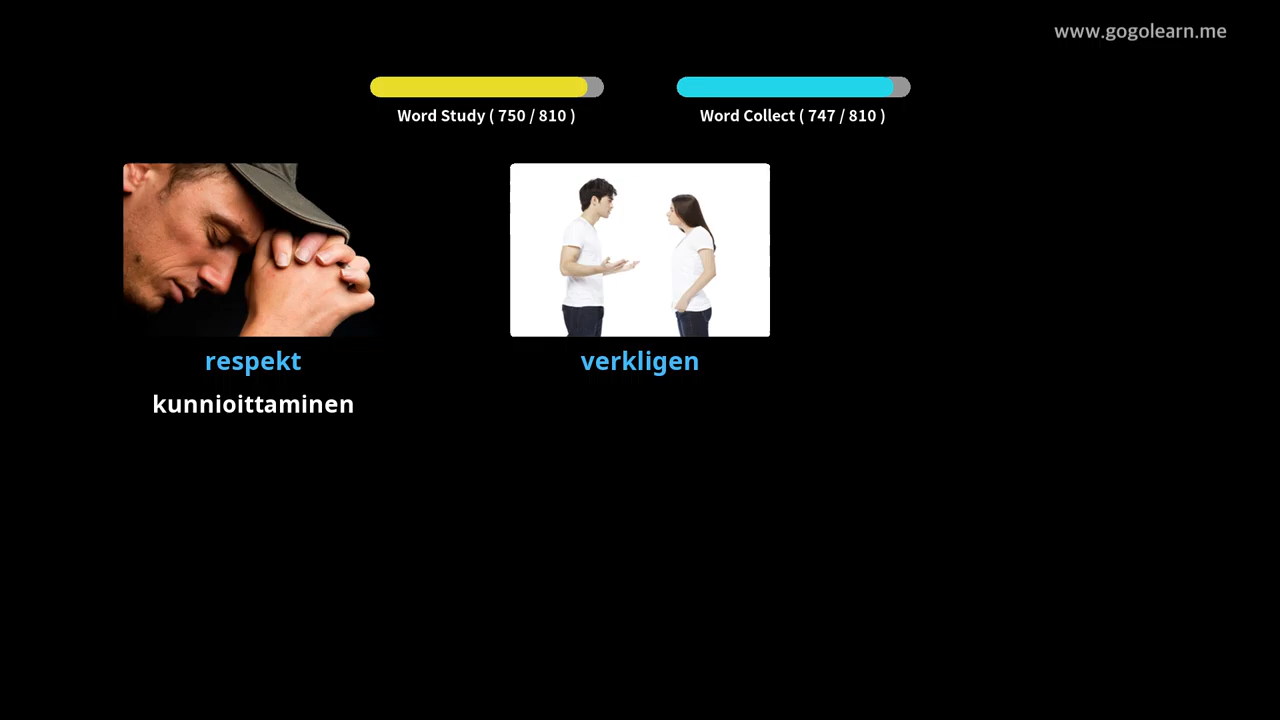 www.gogolearn.me
Word Study ( 750 / 810 )
Word Collect ( 747 / 810 )
respekt
verkligen
kunnioittaminen